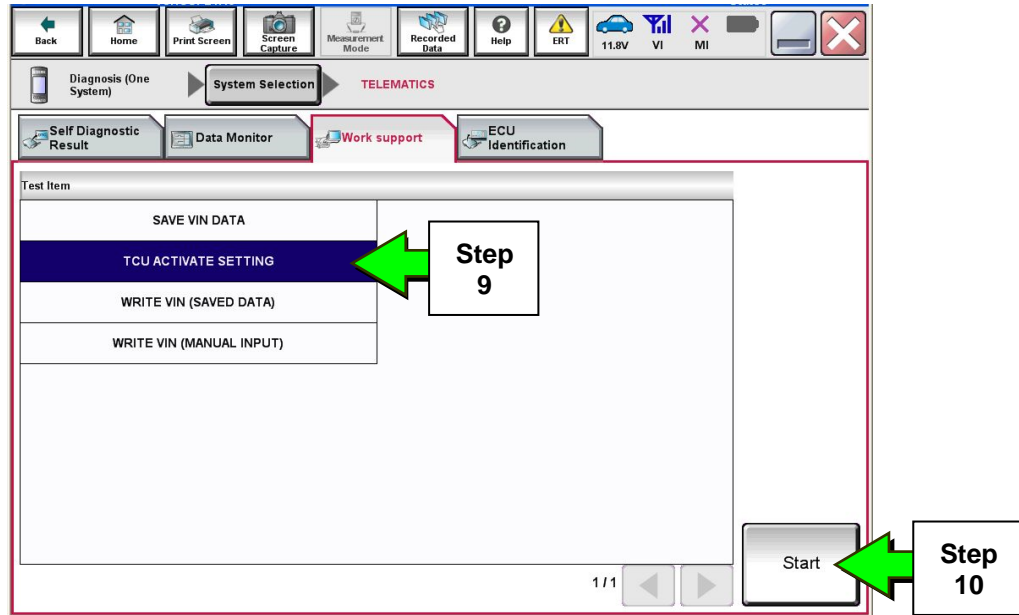 Back
Home
Print Screen
Screen
Capture
Measurement
Mode
Recorded
Data
Help
ERT
11.8V
VI
MI
Diagnosis (One
System)
System Selection
TELEMATICS
Self Diagnostic
Result
Data Monitor
Work support
ECU
Identification
Test Item
SAVE VIN DATA
TCU ACTIVATE SETTING
Step
9
WRITE VIN (SAVED DATA)
WRITE VIN (MANUAL INPUT)
Start
Step
10
1/1